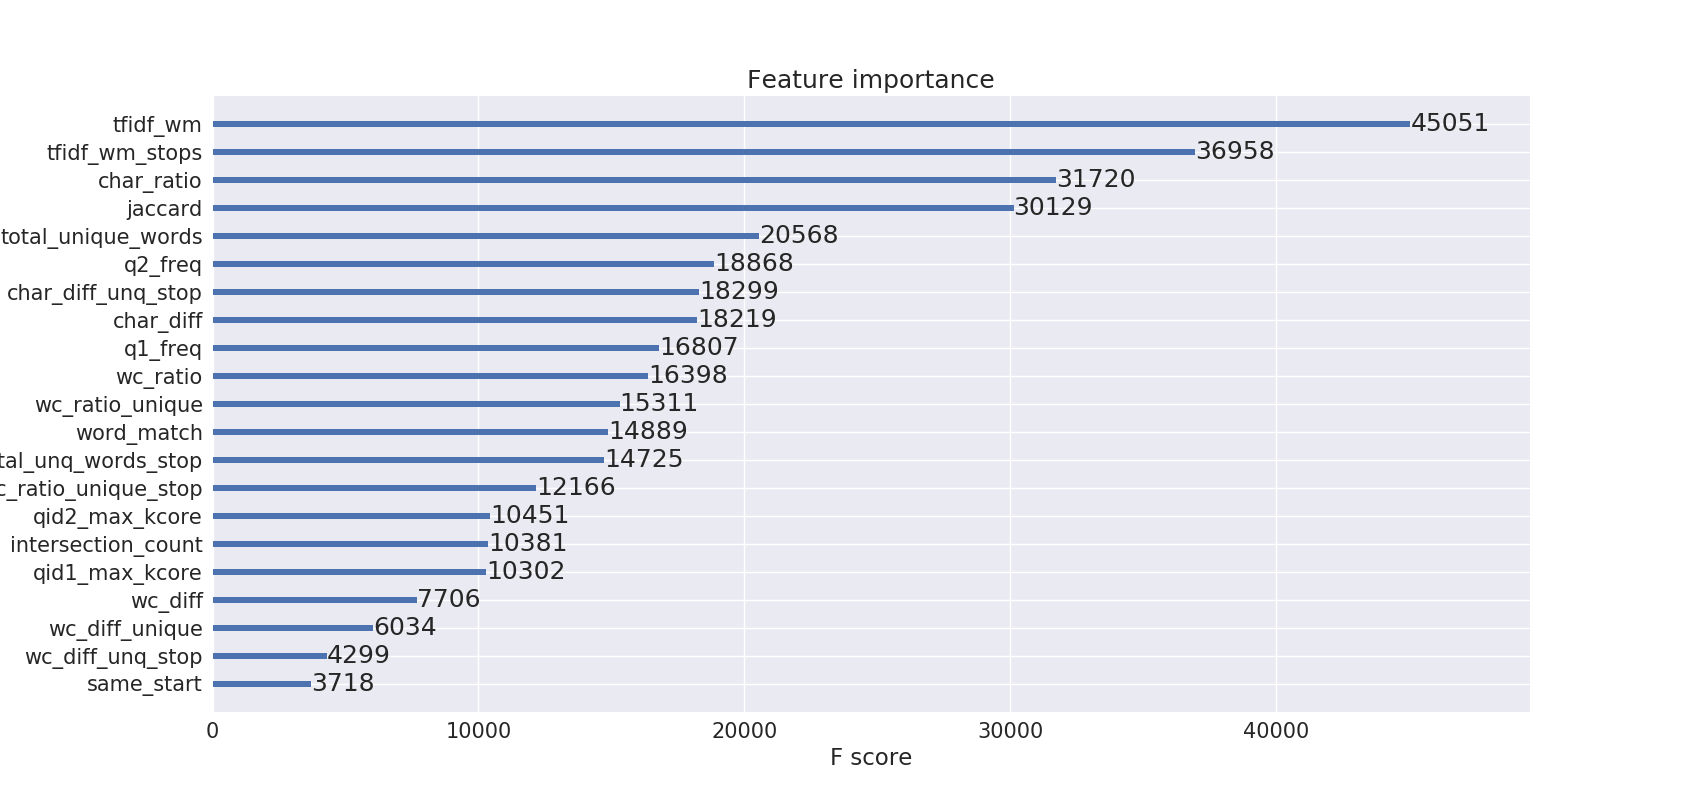 Feature importance
tfidf_wm 45051
tfidf_wm_stops 36958
char_ratio 31720
jaccard 30129
total_unique_words 20568
q2_freq 18868
char_diff_unq_stop 18299
char_diff 18219
q1_freq 16807
wc_ratio 16398
wc_ratio_unique 15311
word_match 14889
tal_unq_words_stop 14725
c_ratio_unique_stop 12166
qid2_max_kcore 10451
intersection_count 10381
qid1_max_kcore 10302
wc_diff 7706
wc_diff_unique 6034
wc_diff_unq_stop 4299
same_start 3718
0 10000 20000 30000 40000
F score